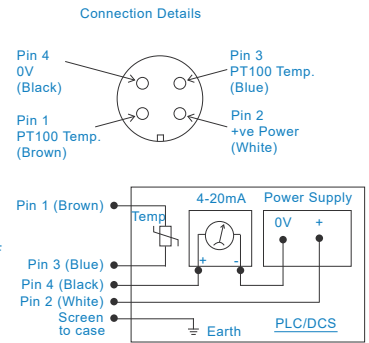 Connection Details
Pin 4
0V
(Black)
Pin 3
PT100 Temp.
(Blue)
Pin 1
PT100 Temp.
(Brown)
Pin 2
+ve Power
(White)
Pin 1 (Brown)
Temp
4-20mA
Power Supply
0V +
+ -
Pin 3 (Blue)
Pin 4 (Black)
Pin 2 (White)
Screen
to case
Earth
PLC/DCS